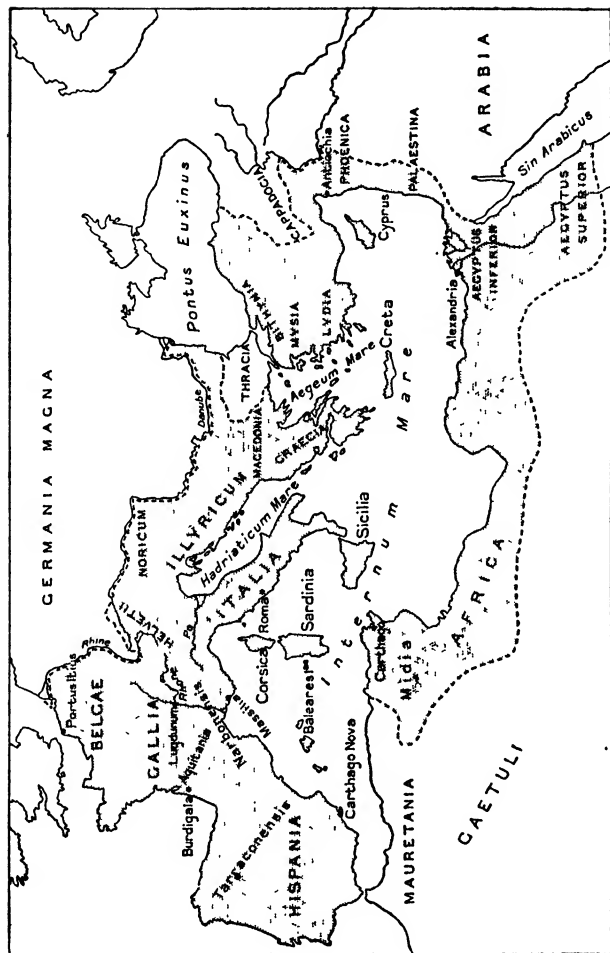 GERMANIA MAGNA
Portus Itius
Rhine
BELGAE
HELVETII
NORICUM
Danube
Pontus Euxinus
GALLIA
Lugdunum
Rhone
Po
ILLYRICUM
THRACIA
BITHYNIA
CAPPADOCIA
Burdigala
Aquitania
Narbonensis
Massilia
ITALIA
Hadriaticum Mare
MACEDONIA
GRAECIA
Aegeum Mare
MYSIA
LYDIA
Antiochia
PHOENICA
Tarraconensis
HISPANIA
Corsica
Roma
Sardinia
Baleares
Sicilia
Creta
Cyprus
PALAESTINA
ARABIA
Carthago Nova
Internum Mare
Carthago
Midia
AFRICA
Alexandria
AEGYPTUS
INFERIOR
Sin Arabicus
AEGYPTUS
SUPERIOR
MAURETANIA
CAETULI